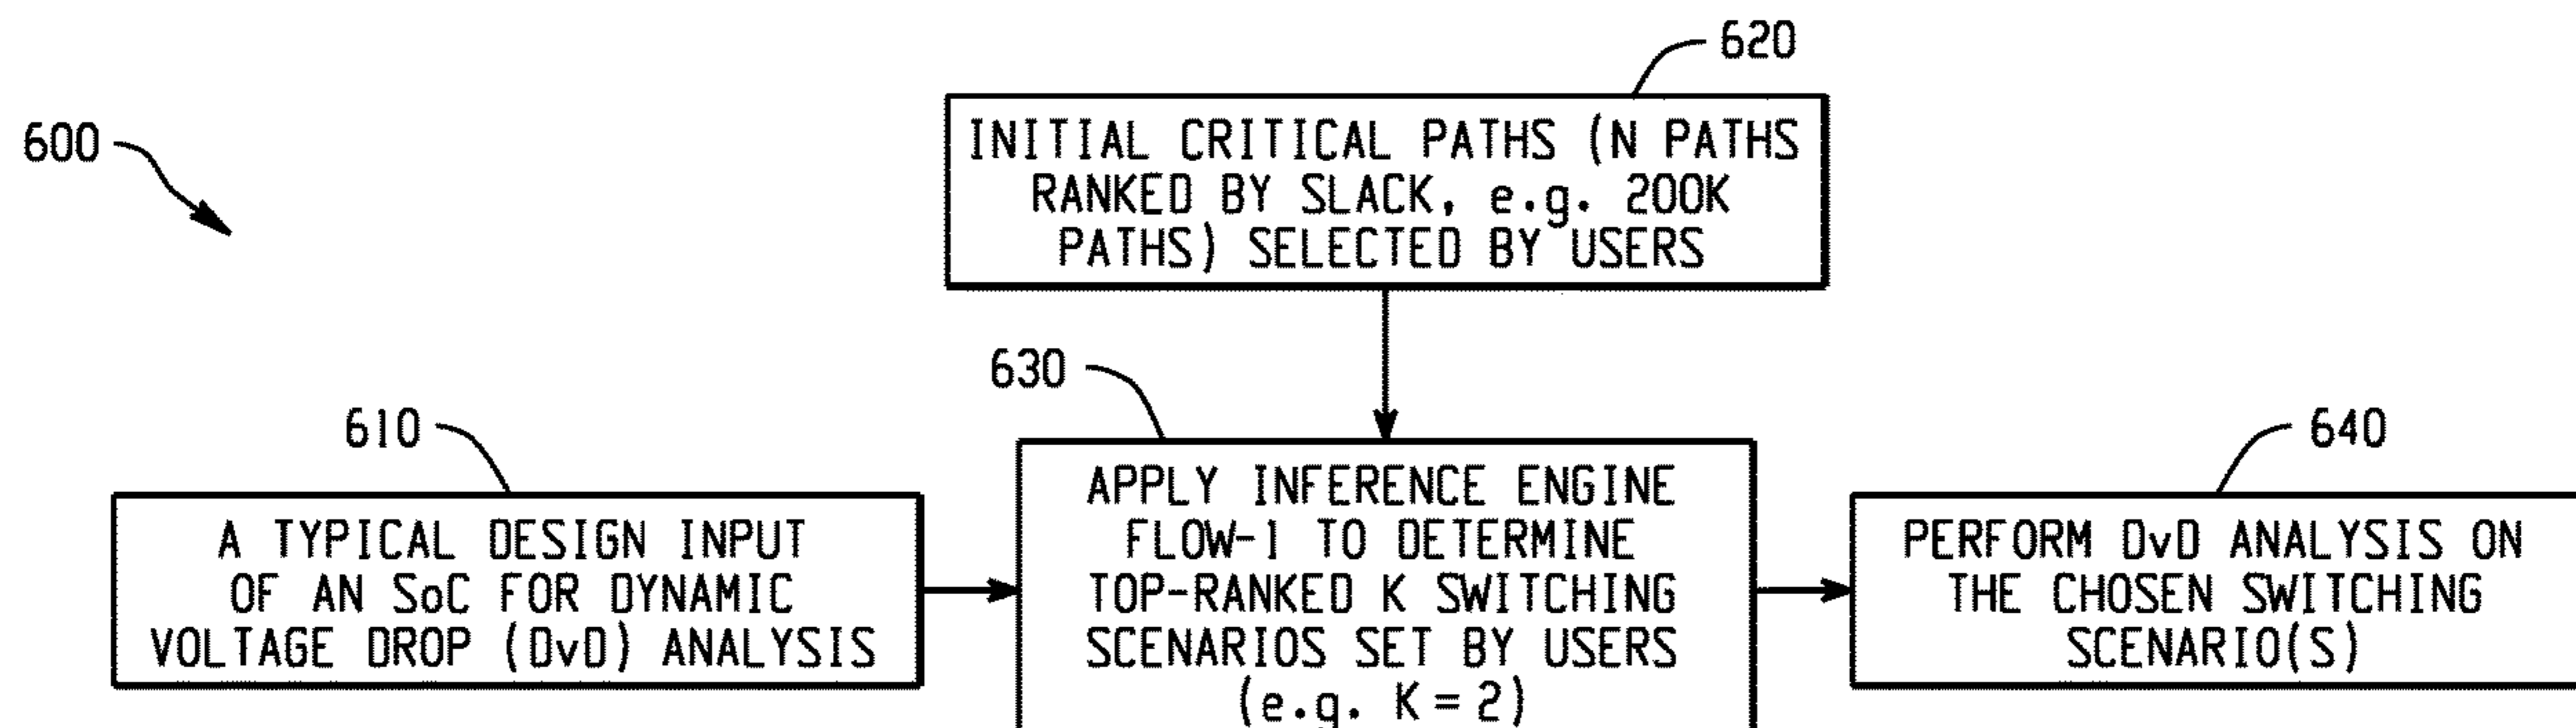 620
600
INITIAL CRITICAL PATHS (N PATHS
RANKED BY SLACK, e.g. 200K
PATHS) SELECTED BY USERS
630
610
640
A TYPICAL DESIGN INPUT
OF AN SoC FOR DYNAMIC
VOLTAGE DROP (DvD) ANALYSIS
APPLY INFERENCE ENGINE
FLOW-1 TO DETERMINE
TOP-RANKED K SWITCHING
SCENARIOS SET BY USERS
(e.g. K = 2)
PERFORM DvD ANALYSIS ON
THE CHOSEN SWITCHING
SCENARIO(S)